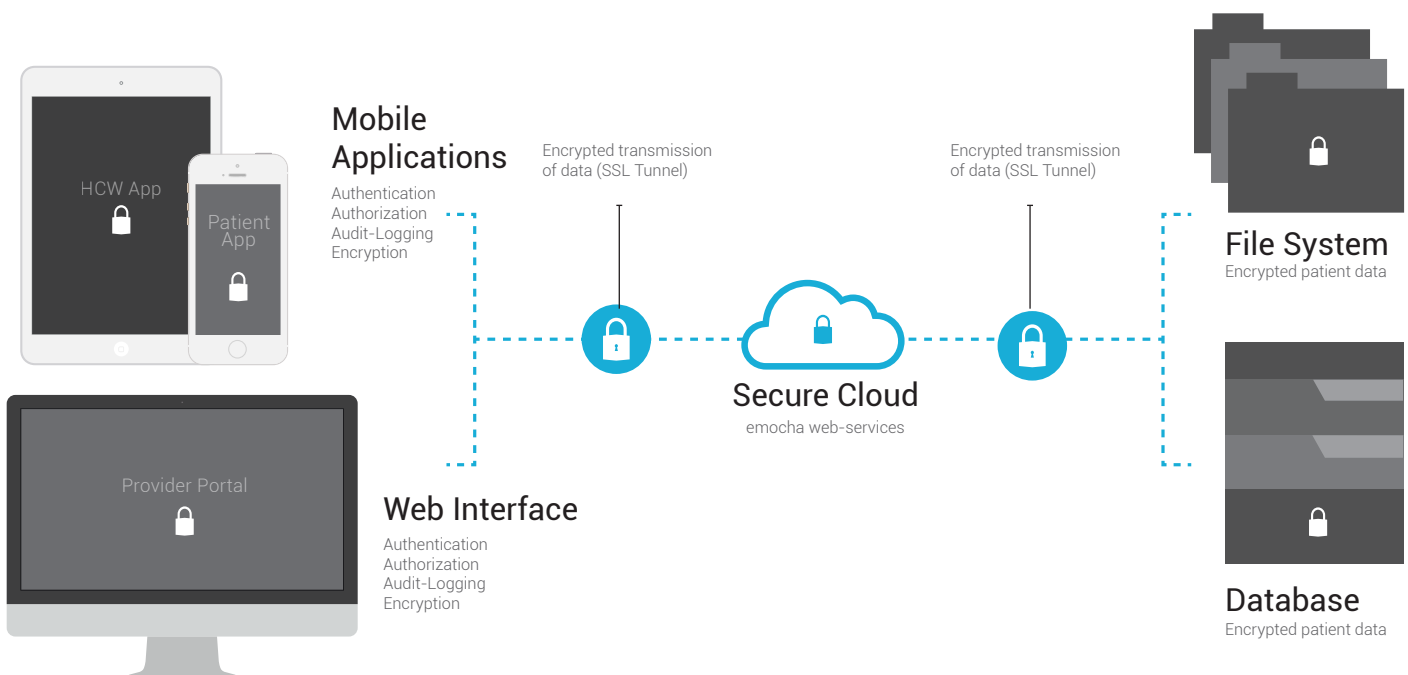 HCW App
Patient
App
Mobile
Applications
Authentication
Authorization
Audit-Logging
Encryption
Encrypted transmission
of data (SSL Tunnel)
Encrypted transmission
of data (SSL Tunnel)
File System
Encrypted patient data
Secure Cloud
emocha web-services
Provider Portal
Web Interface
Authentication
Authorization
Audit-Logging
Encryption
Database
Encrypted patient data